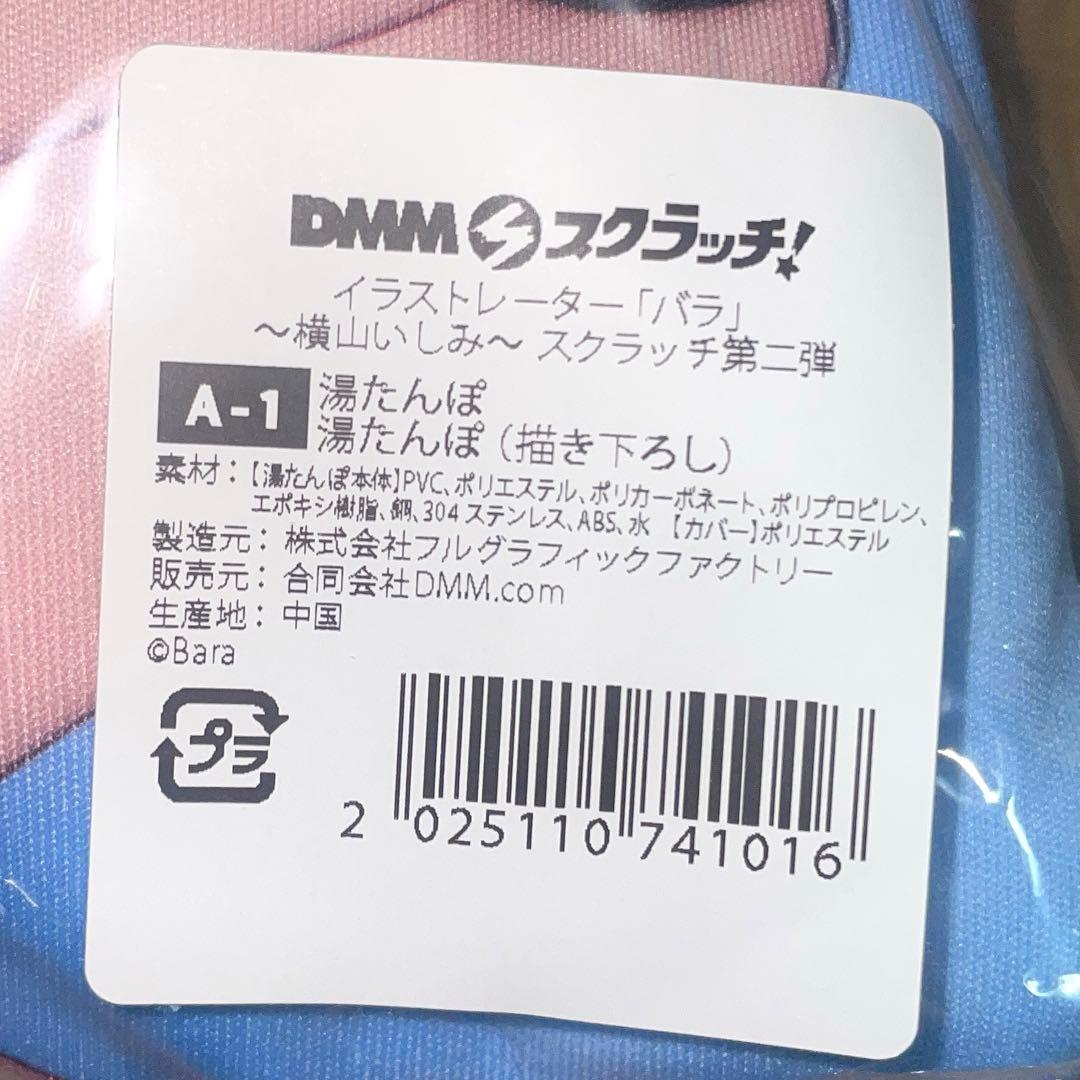 DMMスクラッチ!
イラストレーター「バラ」
～横山いしみ～ スクラッチ第二弾
A-1 湯たんぽ
湯たんぽ（描き下ろし）
素材：【湯たんぽ本体】PVC、ポリエステル、ポリカーボネート、ポリプロピレン、
エポキシ樹脂、銅、304 ステンレス、ABS、水 【カバー】ポリエステル
製造元：株式会社フルグラフィックファクトリー
販売元：合同会社DMM.com
生産地：中国
©Bara
プラ
2 025110 741016